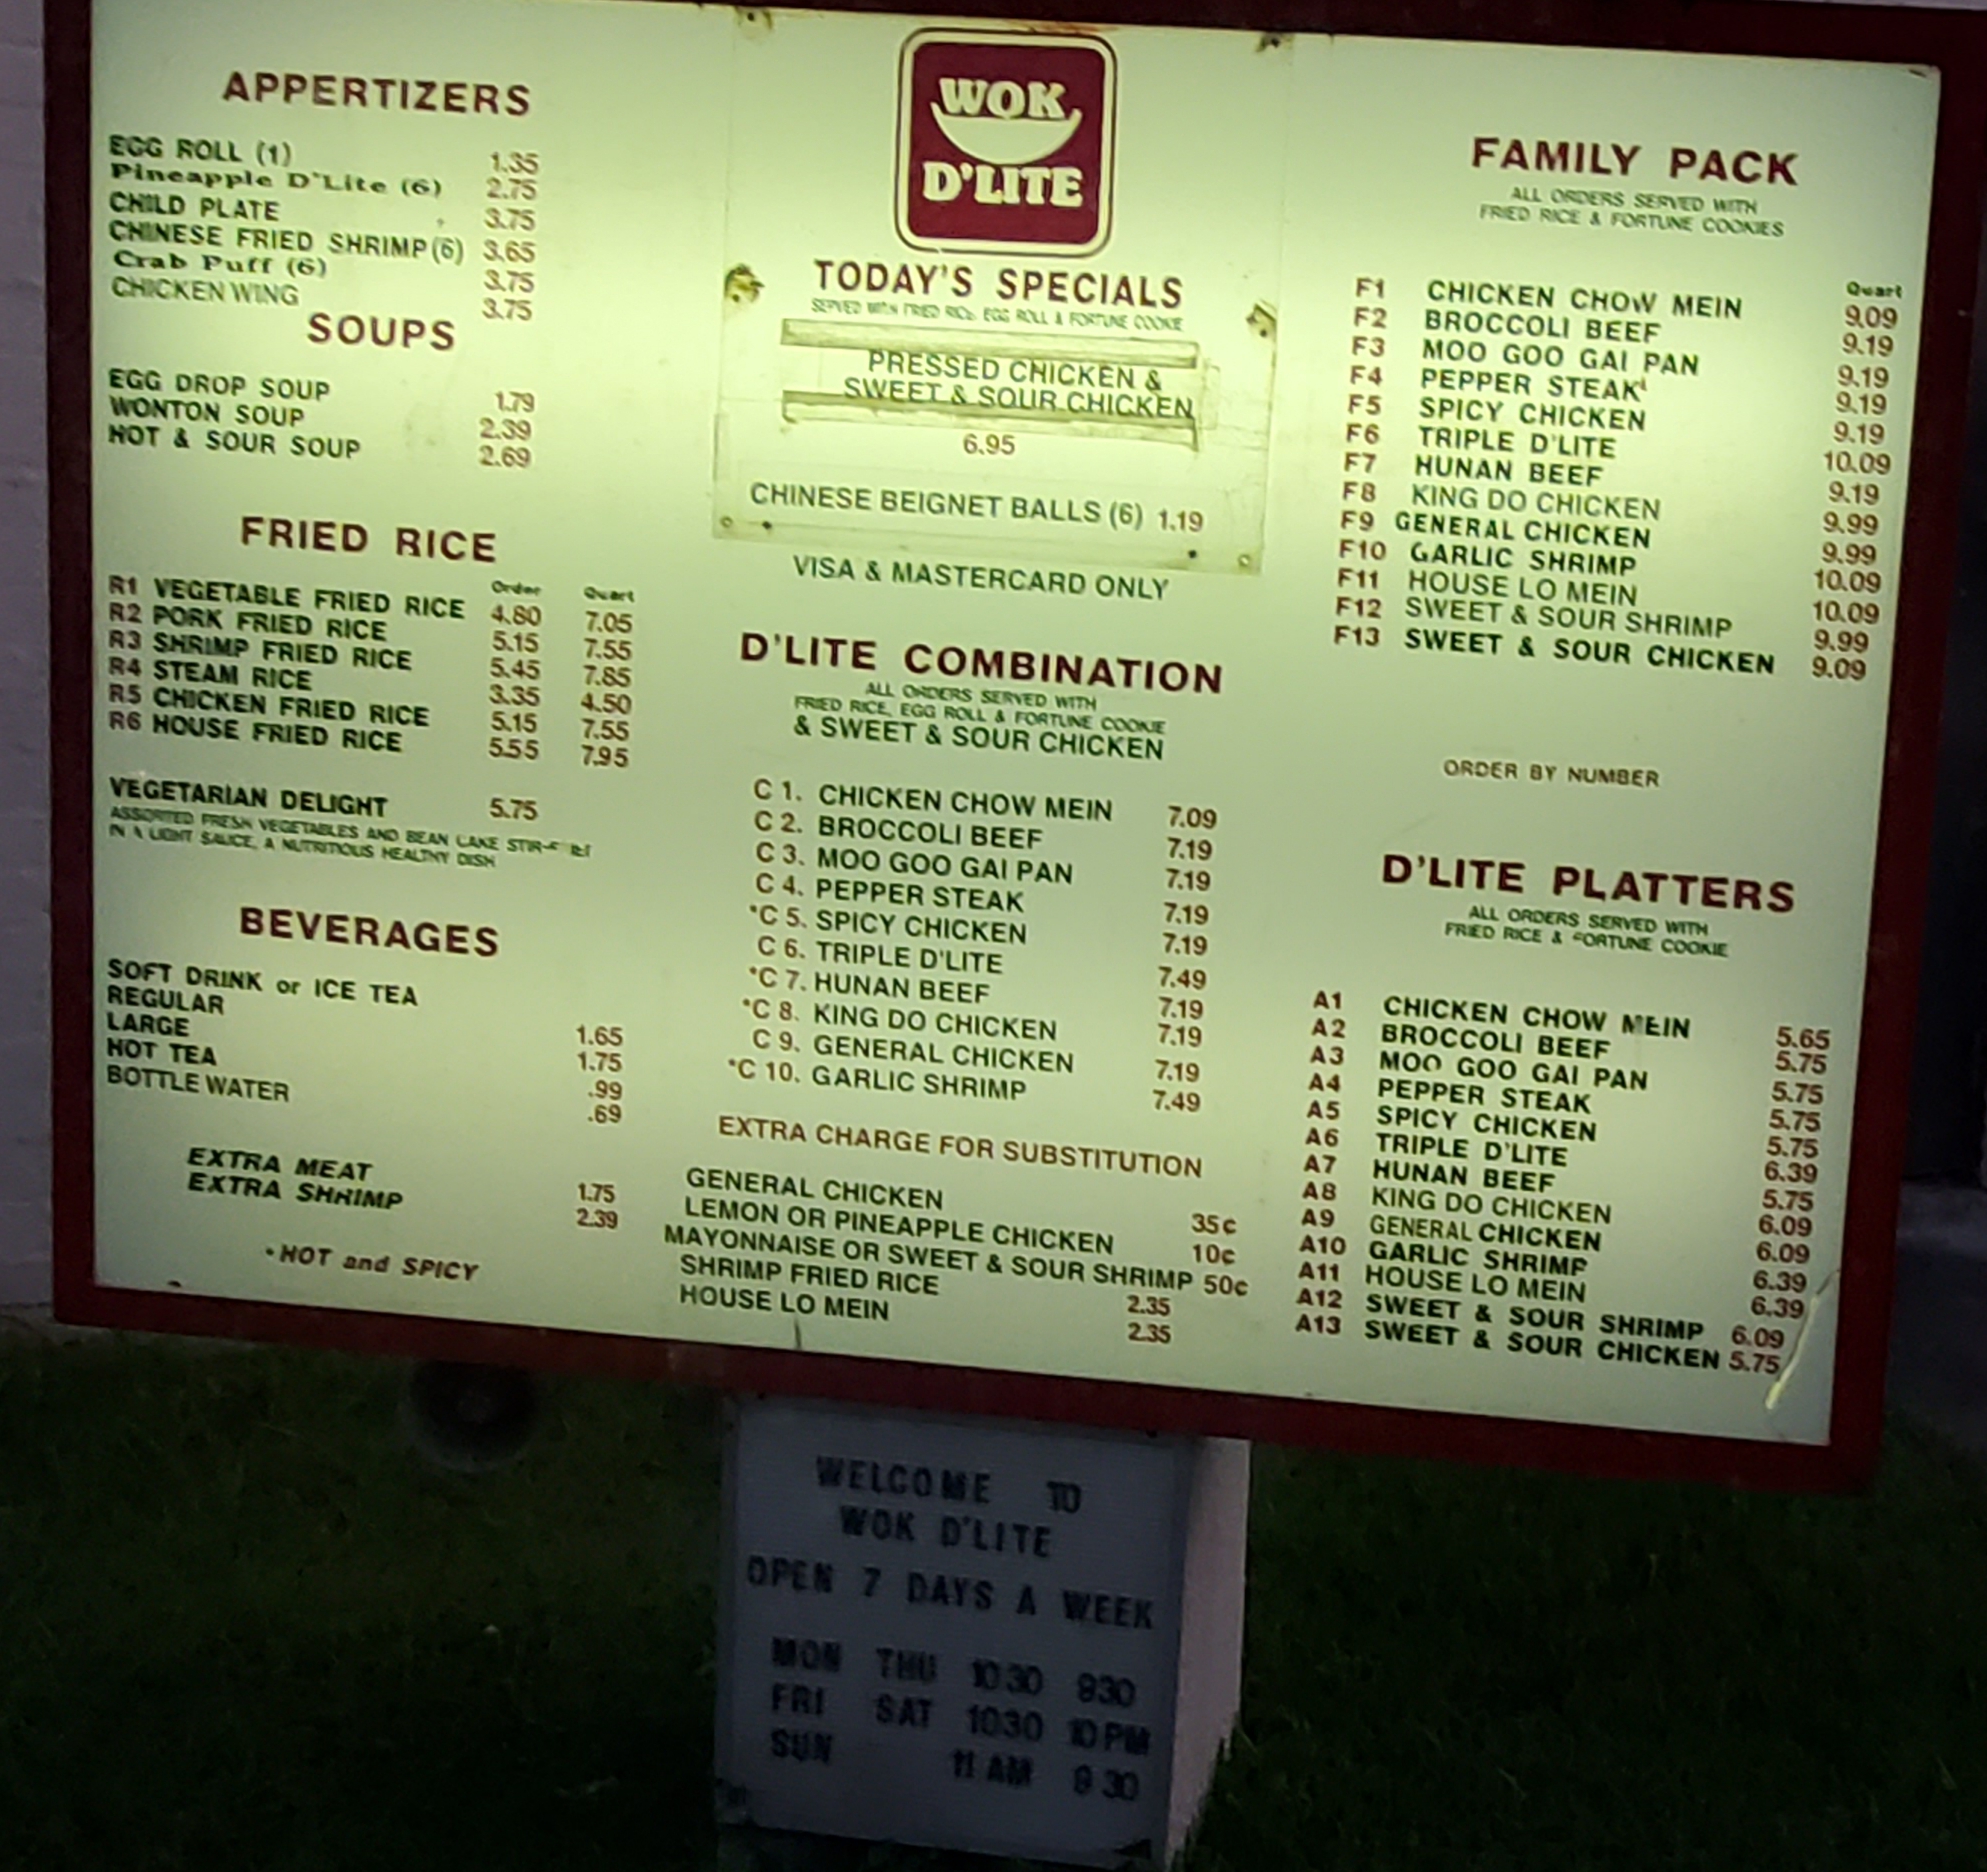 APPERTIZERS
EGG ROLL (1) 1.35
Pineapple D'Lite (6) 2.75
CHILD PLATE 3.75
CHINESE FRIED SHRIMP (6) 3.65
Crab Puff (6) 3.75
CHICKEN WING 3.75
SOUPS
EGG DROP SOUP 1.79
WONTON SOUP 2.39
HOT & SOUR SOUP 2.69
FRIED RICE
Order Quart
R1 VEGETABLE FRIED RICE 4.80 7.05
R2 PORK FRIED RICE 5.15 7.55
R3 SHRIMP FRIED RICE 5.45 7.85
R4 STEAM RICE 3.35 4.50
R5 CHICKEN FRIED RICE 5.15 7.55
R6 HOUSE FRIED RICE 5.55 7.95
VEGETARIAN DELIGHT 5.75
ASSORTED FRESH VEGETABLES AND BEAN CAKE
IN A LIGHT SAUCE, A NUTRITIOUS HEALTHY DISH
BEVERAGES
SOFT DRINK or ICE TEA
REGULAR 1.65
LARGE 1.75
HOT TEA .99
BOTTLE WATER .69
EXTRA MEAT 1.75
EXTRA SHRIMP 2.39
*HOT and SPICY
WOK
D'LITE
TODAY'S SPECIALS
SERVED WITH FRIED RICE, EGG ROLL & FORTUNE COOKIE
PRESSED CHICKEN &
SWEET & SOUR CHICKEN
6.95
CHINESE BEIGNET BALLS (6) 1.19
VISA & MASTERCARD ONLY
D'LITE COMBINATION
ALL ORDERS SERVED WITH
FRIED RICE, EGG ROLL & FORTUNE COOKIE
& SWEET & SOUR CHICKEN
C 1. CHICKEN CHOW MEIN 7.09
C 2. BROCCOLI BEEF 7.19
C 3. MOO GOO GAI PAN 7.19
C 4. PEPPER STEAK 7.19
*C 5. SPICY CHICKEN 7.19
C 6. TRIPLE D'LITE 7.49
*C 7. HUNAN BEEF 7.19
*C 8. KING DO CHICKEN 7.19
C 9. GENERAL CHICKEN 7.19
*C 10. GARLIC SHRIMP 7.49
EXTRA CHARGE FOR SUBSTITUTION
GENERAL CHICKEN 35c
LEMON OR PINEAPPLE CHICKEN 10c
MAYONNAISE OR SWEET & SOUR SHRIMP 50c
SHRIMP FRIED RICE 2.35
HOUSE LO MEIN 2.35
FAMILY PACK
ALL ORDERS SERVED WITH
FRIED RICE & FORTUNE COOKIES
Quart
F1 CHICKEN CHOW MEIN 9.09
F2 BROCCOLI BEEF 9.19
F3 MOO GOO GAI PAN 9.19
F4 PEPPER STEAK 9.19
F5 SPICY CHICKEN 9.19
F6 TRIPLE D'LITE 10.09
F7 HUNAN BEEF 9.19
F8 KING DO CHICKEN 9.99
F9 GENERAL CHICKEN 9.99
F10 GARLIC SHRIMP 10.09
F11 HOUSE LO MEIN 10.09
F12 SWEET & SOUR SHRIMP 9.99
F13 SWEET & SOUR CHICKEN 9.09
ORDER BY NUMBER
D'LITE PLATTERS
ALL ORDERS SERVED WITH
FRIED RICE & FORTUNE COOKIE
A1 CHICKEN CHOW MEIN 5.65
A2 BROCCOLI BEEF 5.75
A3 MOO GOO GAI PAN 5.75
A4 PEPPER STEAK 5.75
A5 SPICY CHICKEN 5.75
A6 TRIPLE D'LITE 6.39
A7 HUNAN BEEF 5.75
A8 KING DO CHICKEN 6.09
A9 GENERAL CHICKEN 6.09
A10 GARLIC SHRIMP 6.39
A11 HOUSE LO MEIN 6.39
A12 SWEET & SOUR SHRIMP 6.09
A13 SWEET & SOUR CHICKEN 5.75
WELCOME TO
WOK D'LITE
OPEN 7 DAYS A WEEK
MON THU 1030 930
FRI SAT 1030 10 PM
SUN 11 AM 9 30